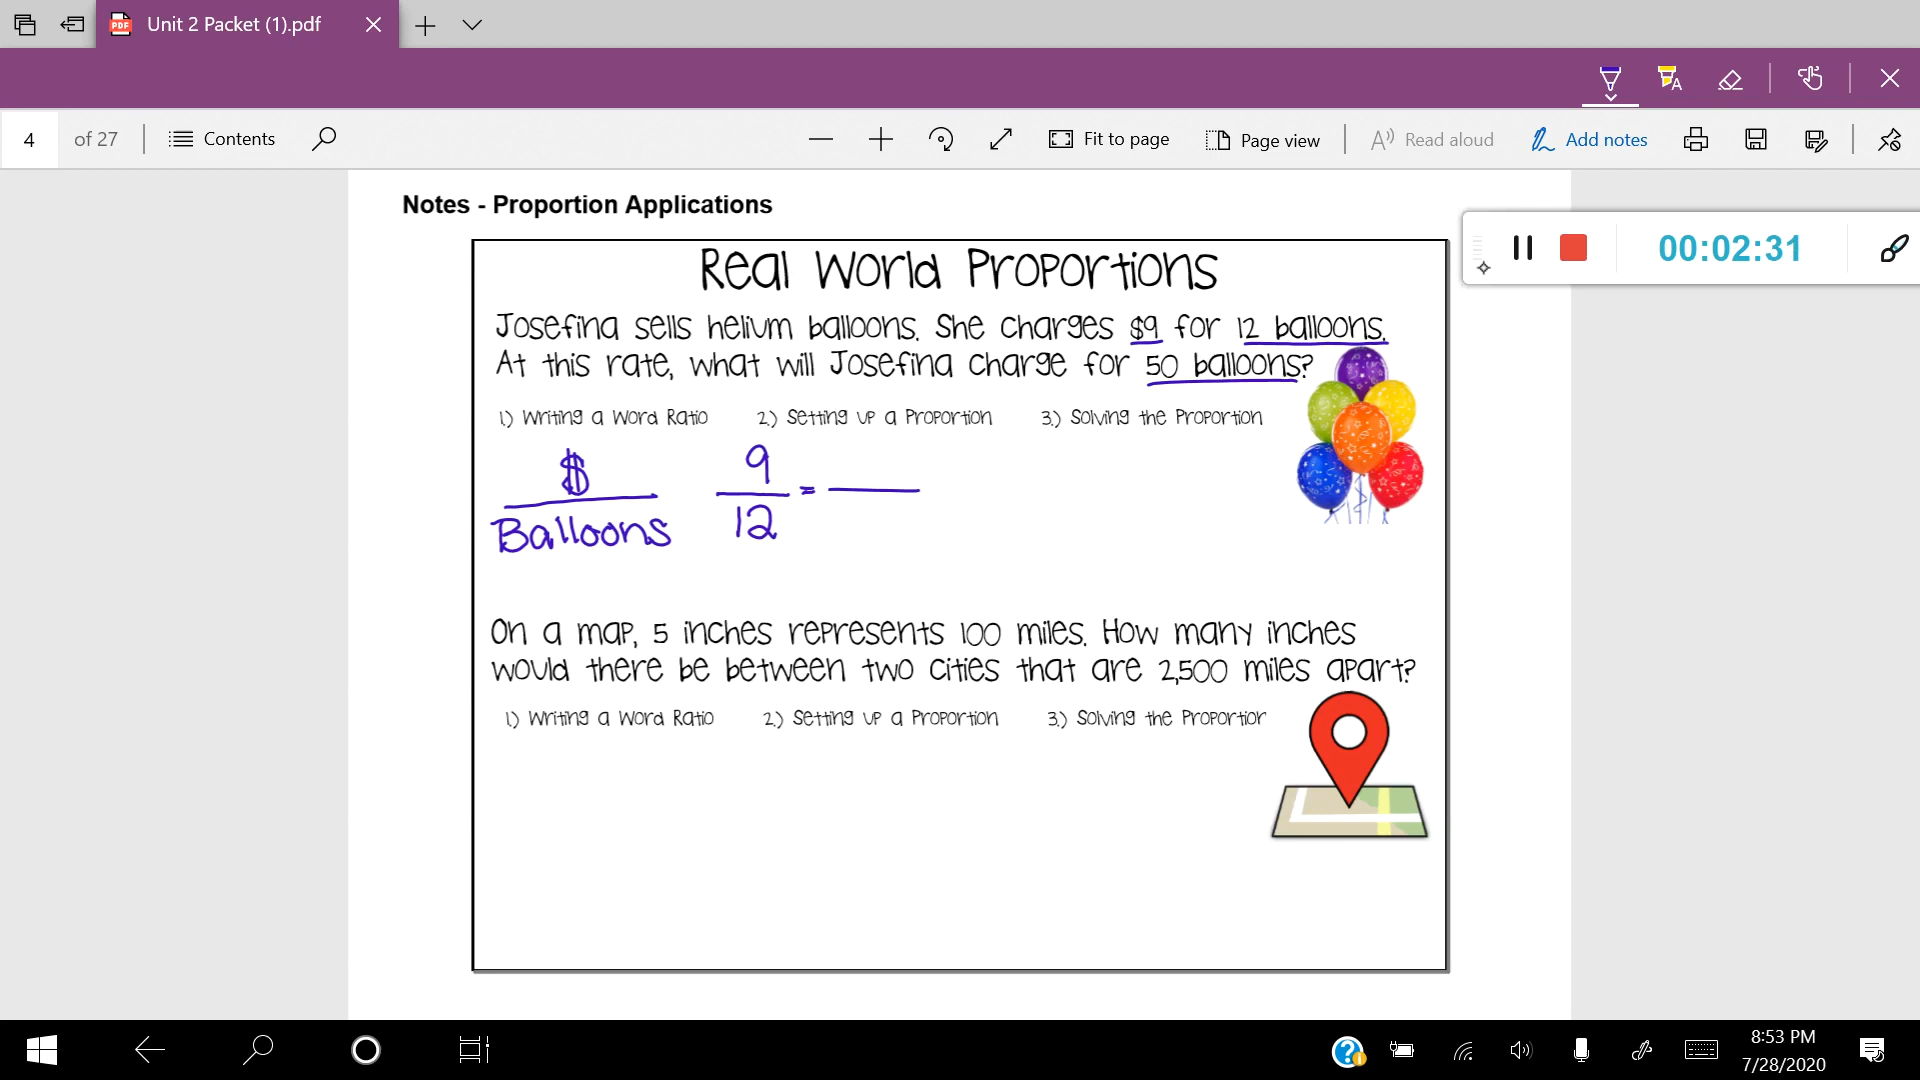 Unit 2 Packet (1).pdf
4 of 27 Contents Fit to page Page view Read aloud Add notes
Notes - Proportion Applications
00:02:31
Real World Proportions
Josefina sells helium balloons. She charges $9 for 12 balloons.
At this rate, what will Josefina charge for 50 balloons?
1.) Writing a Word Ratio 2.) Setting up a Proportion 3.) Solving the Proportion
$ 9
=
Balloons 12
On a map, 5 inches represents 100 miles. How many inches
would there be between two cities that are 2,500 miles apart?
1.) Writing a Word Ratio 2.) Setting up a Proportion 3.) Solving the Proportior
8:53 PM
7/28/2020